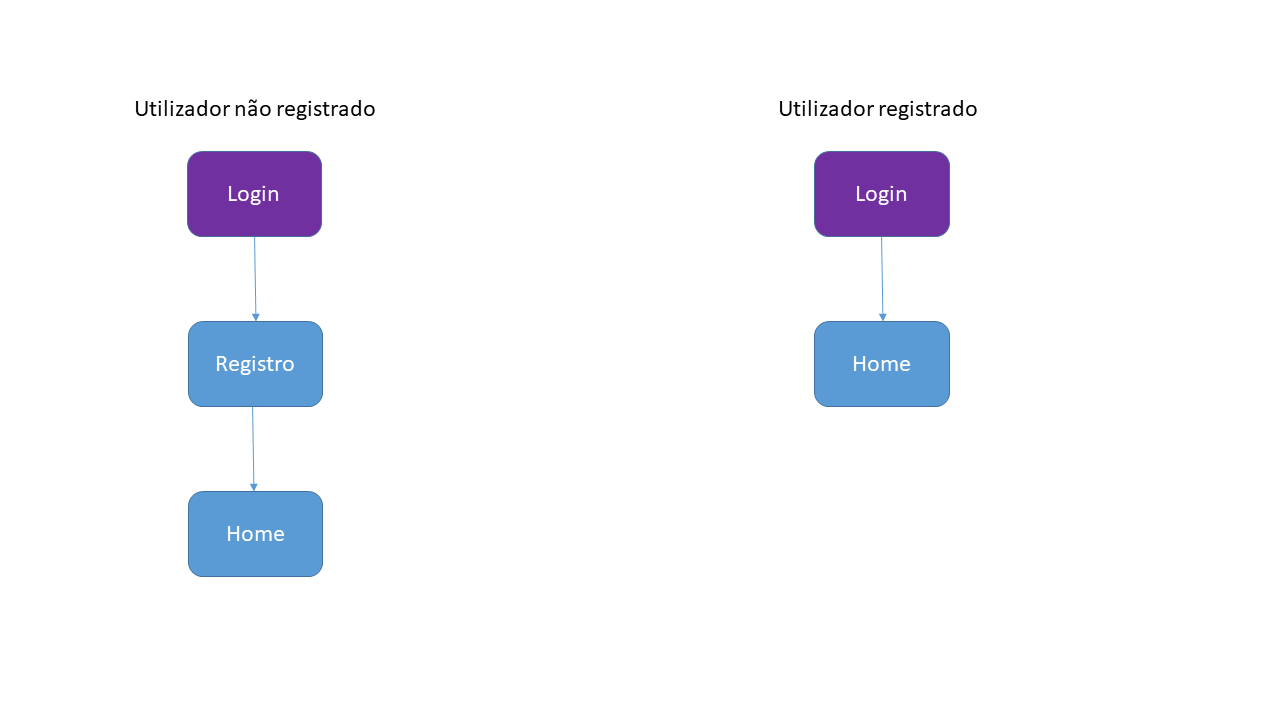 Utilizador não registrado
Login
Registro
Home
Utilizador registrado
Login
Home